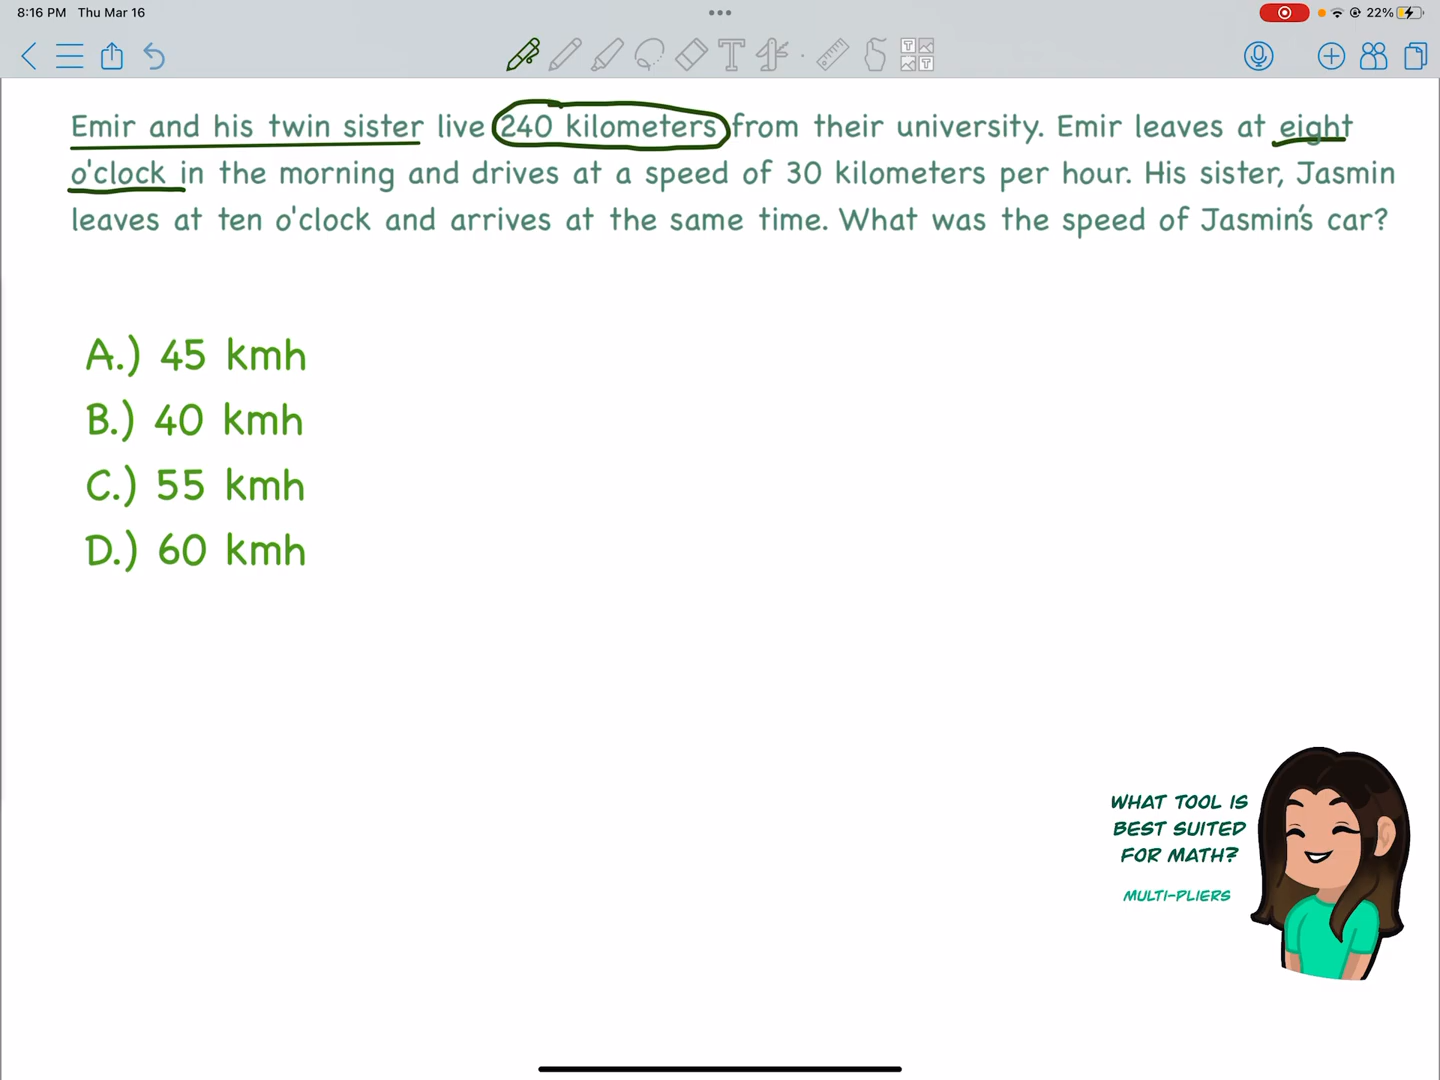 8:16 PM Thu Mar 16
22%
Emir and his twin sister live 240 kilometers from their university. Emir leaves at eight
o'clock in the morning and drives at a speed of 30 kilometers per hour. His sister, Jasmin
leaves at ten o'clock and arrives at the same time. What was the speed of Jasmin's car?
A.) 45 kmh
B.) 40 kmh
C.) 55 kmh
D.) 60 kmh
WHAT TOOL IS
BEST SUITED
FOR MATH?
MULTI-PLIERS